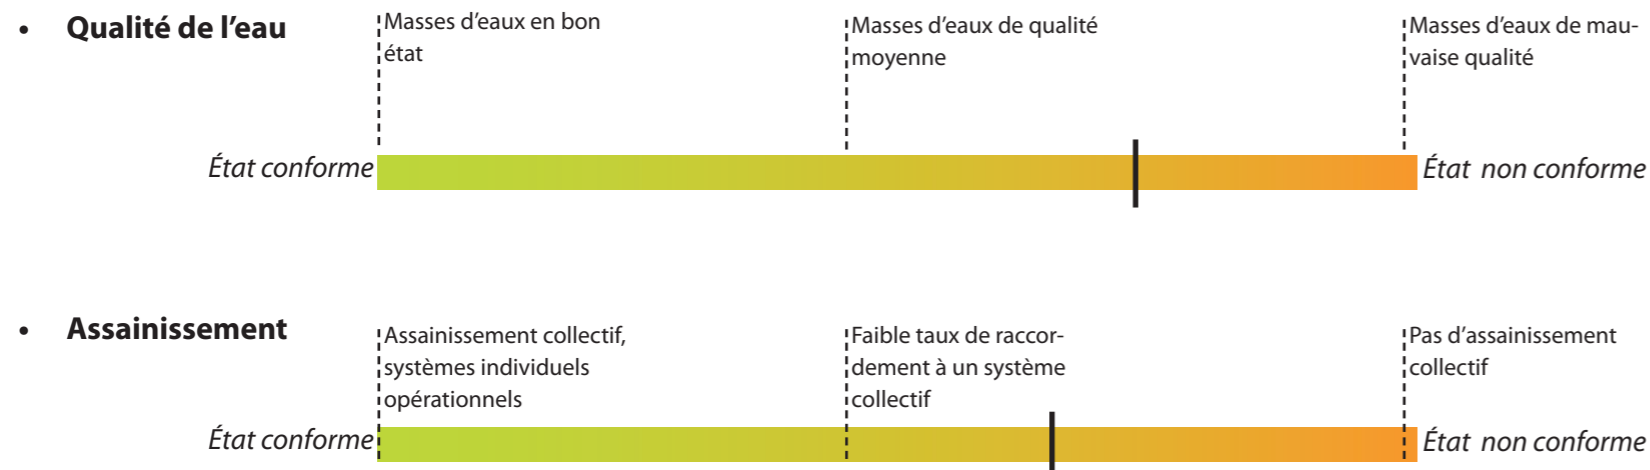 • Qualité de l’eau
Masses d’eaux en bon
état
Masses d’eaux de qualité
moyenne
Masses d’eaux de mau-
vaise qualité
État conforme
État non conforme
• Assainissement
Assainissement collectif,
systèmes individuels
opérationnels
Faible taux de raccor-
dement à un système
collectif
Pas d’assainissement
collectif
État conforme
État non conforme